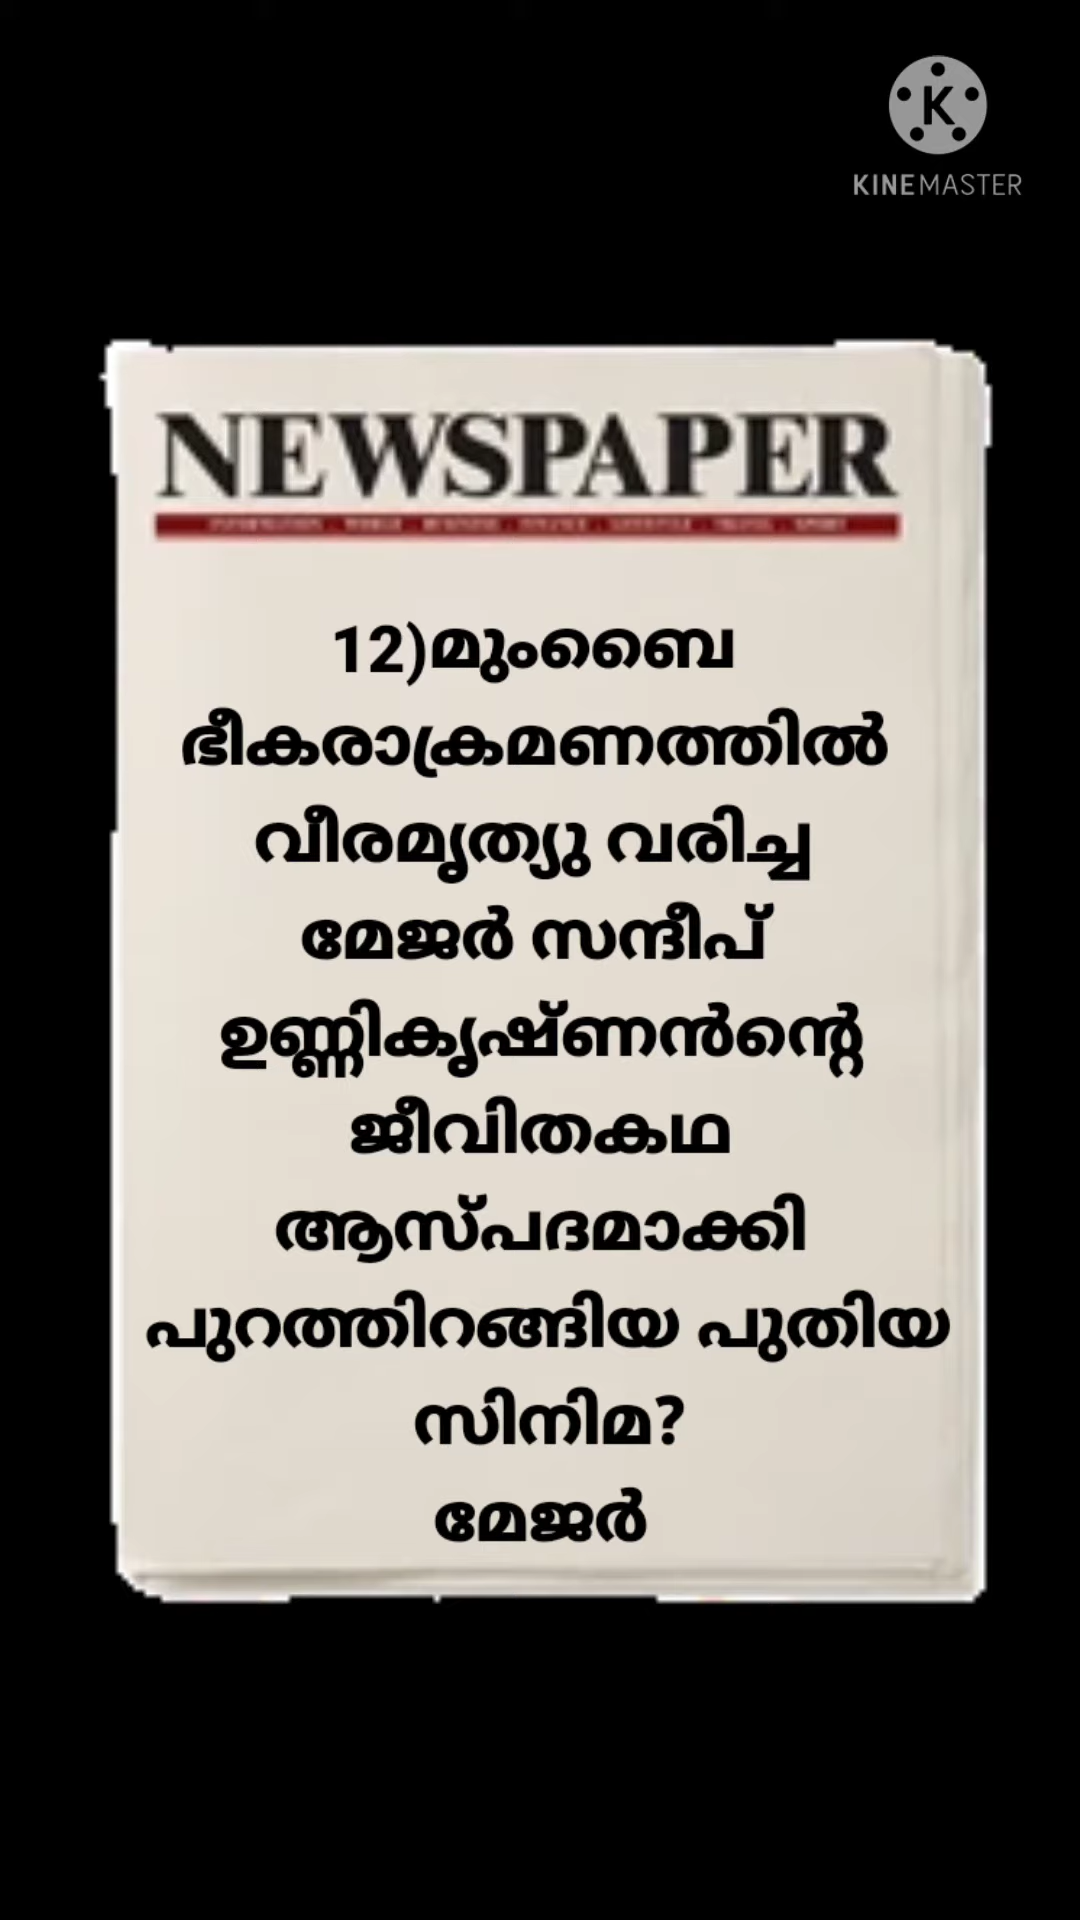 KINEMASTER
NEWSPAPER
12)മുംബൈ
ഭീകരാക്രമണത്തിൽ
വീരമൃത്യു വരിച്ച
മേജർ സന്ദീപ്
ഉണ്ണികൃഷ്ണൻന്റെ
ജീവിതകഥ
ആസ്പദമാക്കി
പുറത്തിറങ്ങിയ പുതിയ
സിനിമ?
മേജർ